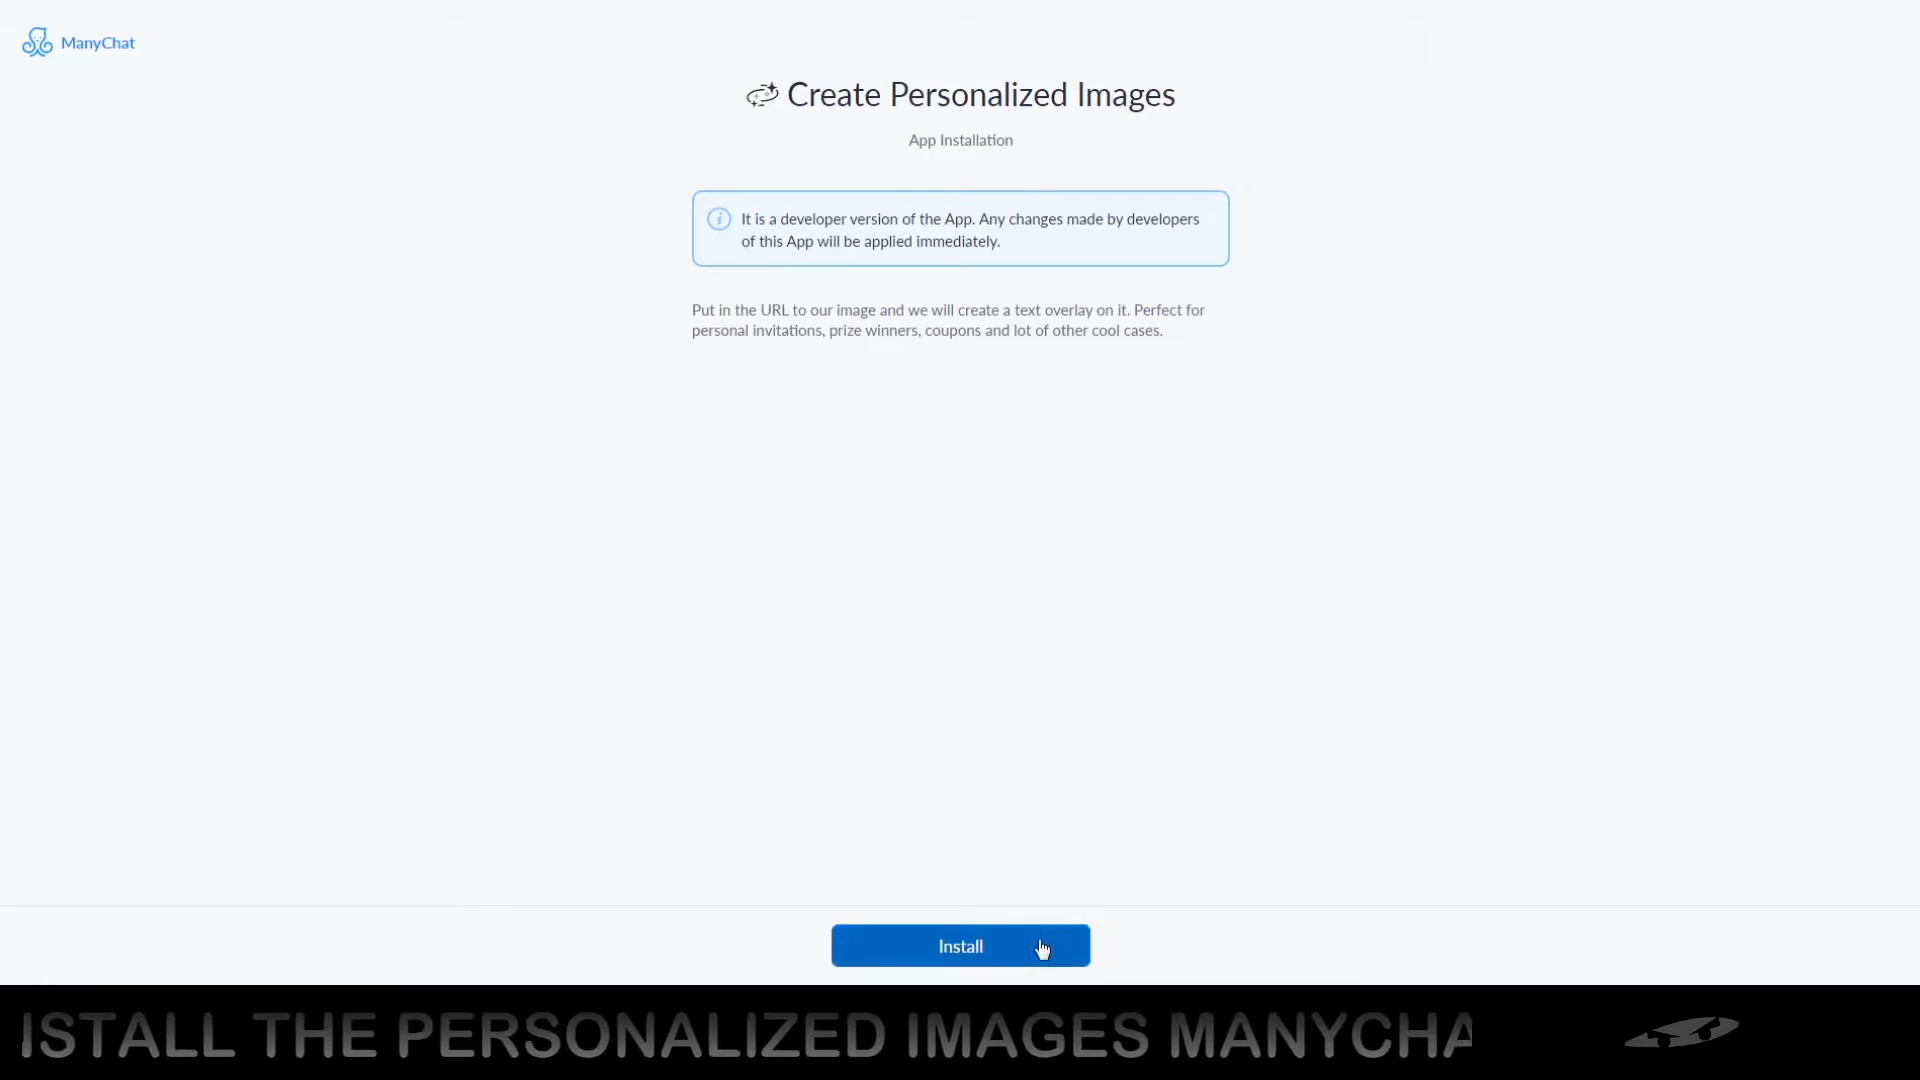 ManyChat
Create Personalized Images
App Installation
It is a developer version of the App. Any changes made by developers
of this App will be applied immediately.
Put in the URL to our image and we will create a text overlay on it. Perfect for
personal invitations, prize winners, coupons and lot of other cool cases.
Install
ISTALL THE PERSONALIZED IMAGES MANYCHA